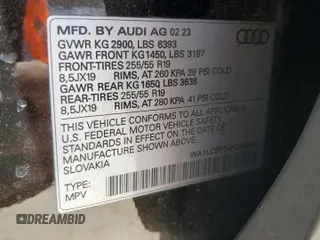 MFD. BY AUDI AG 02 23
GVWR KG 2900, LBS 6393
GAWR FRONT KG1450, LBS 3197
FRONT-TIRES 255/55 R19
8,5JX19 RIMS, AT 260 KPA 38 PSI COLD
GAWR REAR KG 1650, LBS 3638
REAR-TIRES 255/55 R19
8,5JX19 RIMS, AT 280 KPA 41 PSI COLD
THIS VEHICLE CONFORMS TO ALL APPLICABLE
U.S. FEDERAL MOTOR VEHICLE SAFETY
STANDARDS IN EFFECT ON THE DATE OF
MANUFACTURE SHOWN ABOVE.
SLOVAKIA
TYPE:
MPV
DREAMBID